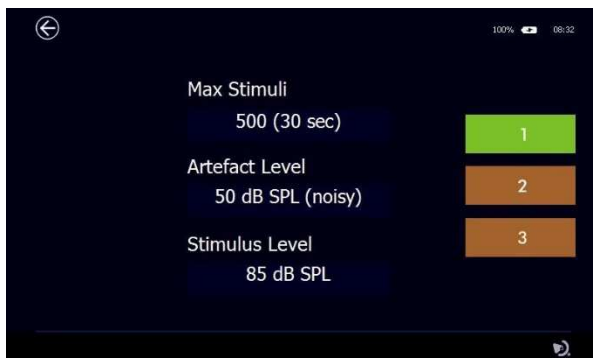 100% 08:32
Max Stimuli
500 (30 sec)
1
Artefact Level
2
50 dB SPL (noisy)
Stimulus Level
3
85 dB SPL